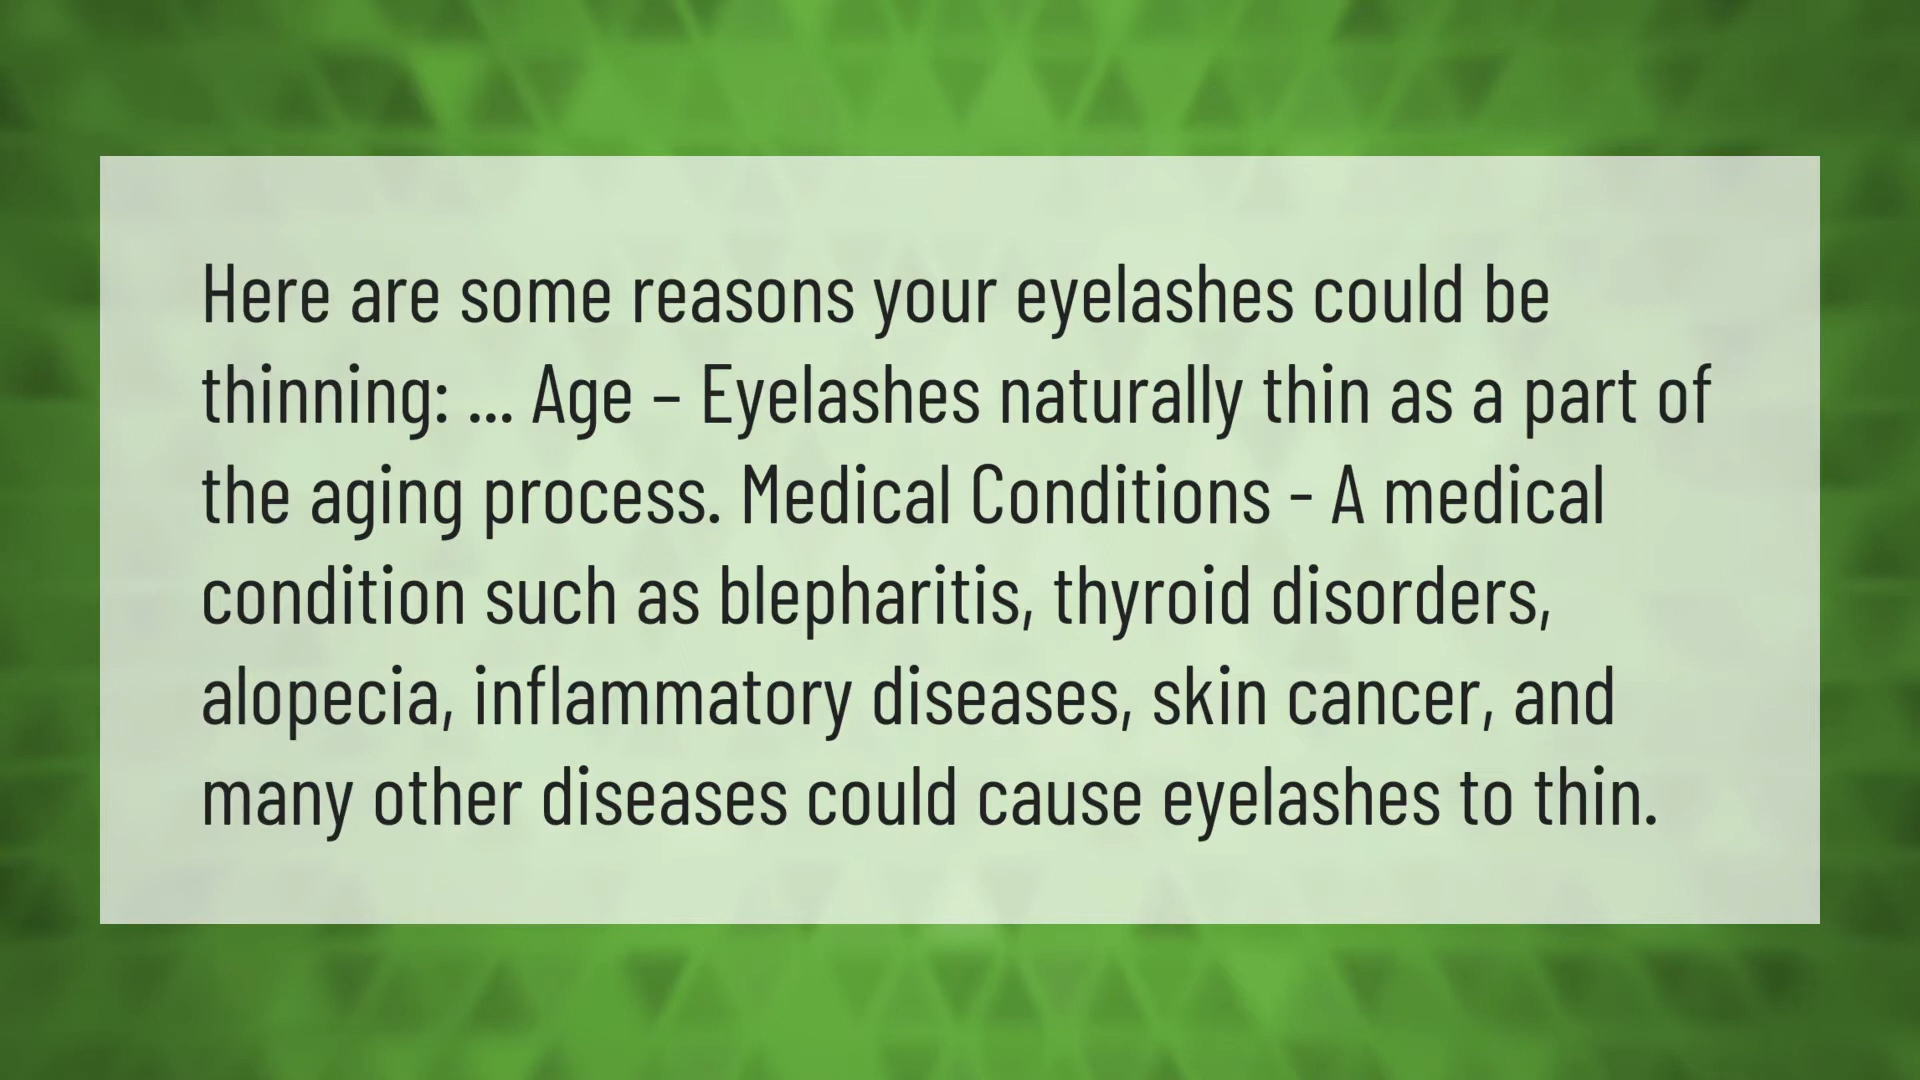 Here are some reasons your eyelashes could be
thinning: ... Age – Eyelashes naturally thin as a part of
the aging process. Medical Conditions - A medical
condition such as blepharitis, thyroid disorders,
alopecia, inflammatory diseases, skin cancer, and
many other diseases could cause eyelashes to thin.